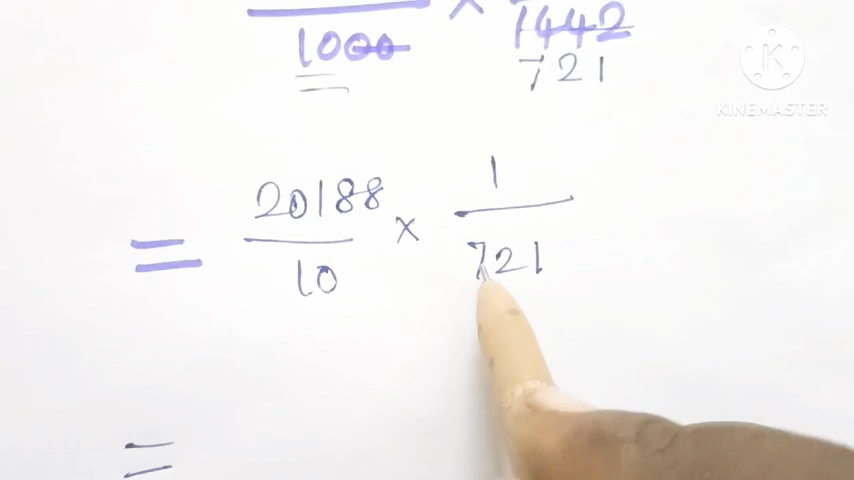 1000 × 1442
721
20188 1
= ― × ―
10 721
=
K
KINEMASTER